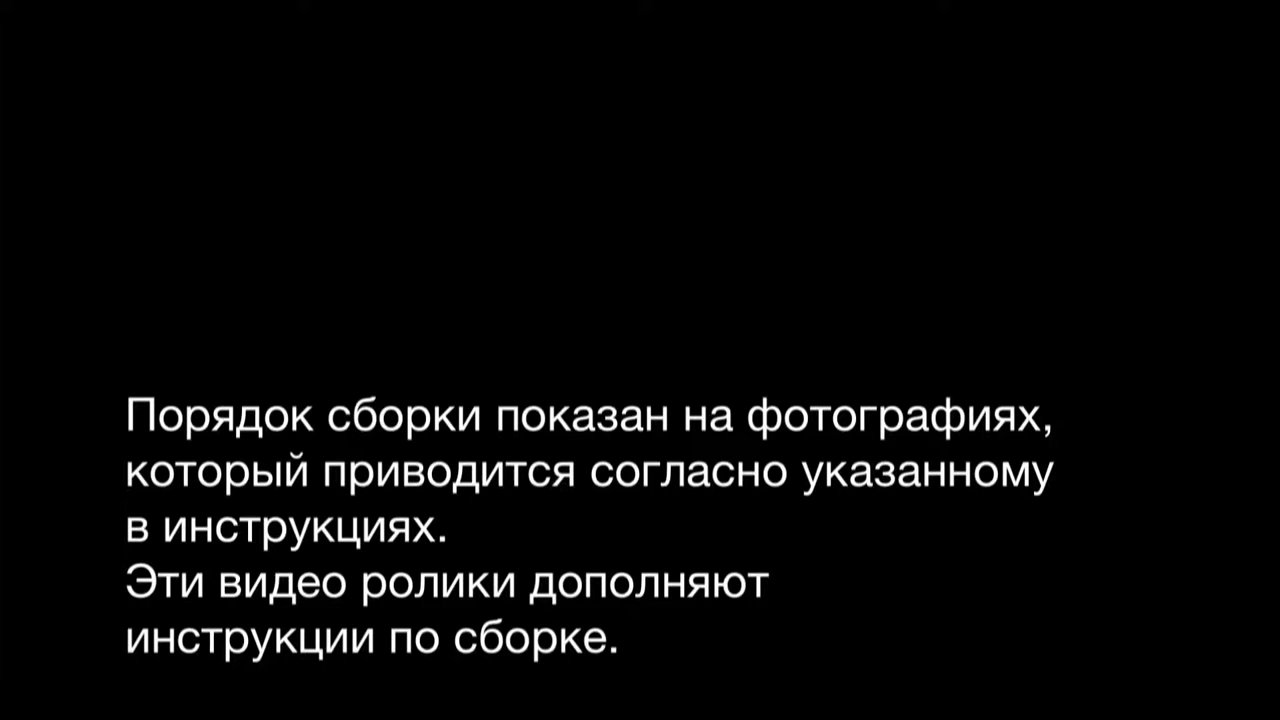 Порядок сборки показан на фотографиях,
который приводится согласно указанному
в инструкциях.
Эти видео ролики дополняют
инструкции по сборке.